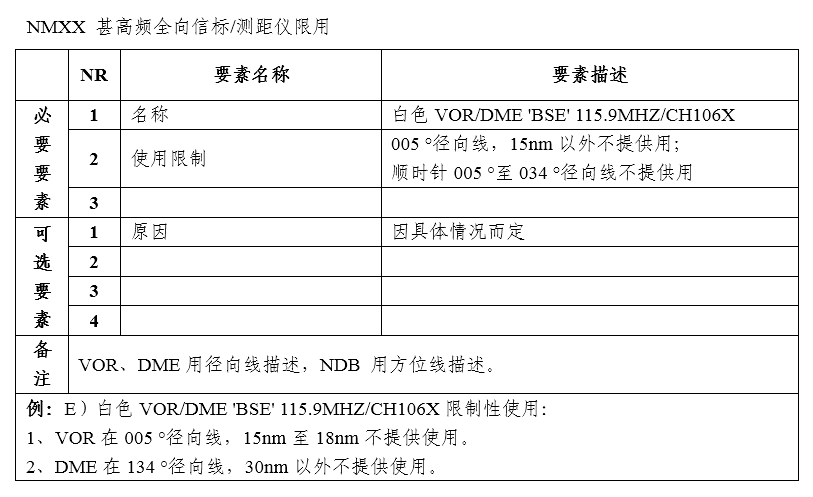 NMXX 甚高频全向信标/测距仪限用
NR 要素名称 要素描述
必要要素
1 名称 白色 VOR/DME 'BSE' 115.9MHZ/CH106X
2 使用限制 005 °径向线，15nm 以外不提供用；
顺时针 005 °至 034 °径向线不提供用
3
可选要素
1 原因 因具体情况而定
2
3
4
备注 VOR、DME 用径向线描述，NDB 用方位线描述。
例：E）白色 VOR/DME 'BSE' 115.9MHZ/CH106X 限制性使用：
1、VOR 在 005 °径向线，15nm 至 18nm 不提供使用。
2、DME 在 134 °径向线，30nm 以外不提供使用。